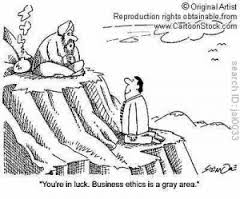 © Original Artist
Reproduction rights obtainable from
www.CartoonStock.com
"You're in luck. Business ethics is a gray area."